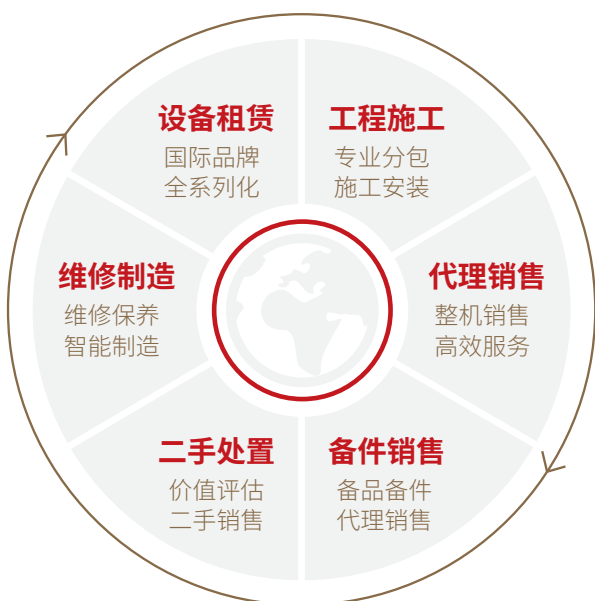 设备租赁
国际品牌
全系列化
工程施工
专业分包
施工安装
代理销售
整机销售
高效服务
备件销售
备品备件
代理销售
二手处置
价值评估
二手销售
维修制造
维修保养
智能制造